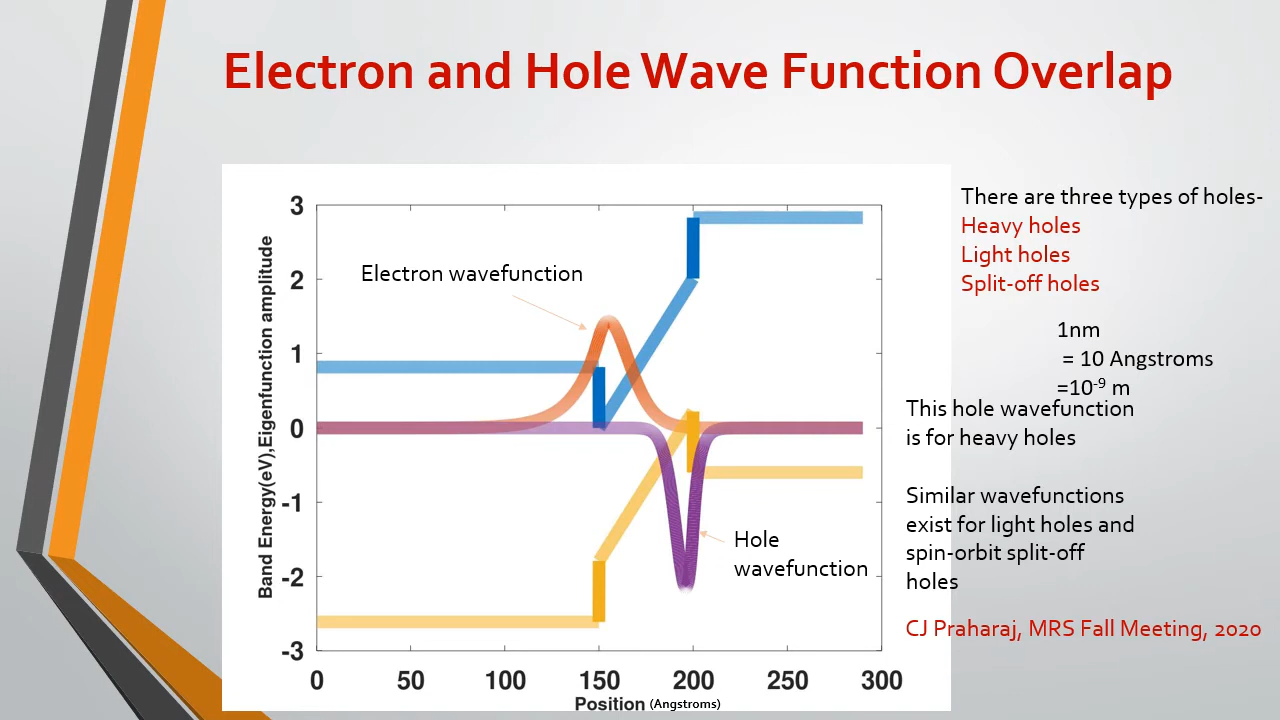 Electron and Hole Wave Function Overlap
There are three types of holes-
Heavy holes
Light holes
Split-off holes
1nm
= 10 Angstroms
=10⁻⁹ m
This hole wavefunction
is for heavy holes
Similar wavefunctions
exist for light holes and
spin-orbit split-off
holes
CJ Praharaj, MRS Fall Meeting, 2020
Band Energy(eV),Eigenfunction amplitude
3
2
1
0
-1
-2
-3
Electron wavefunction
Hole
wavefunction
0 50 100 150 200 250 300
Position (Angstroms)